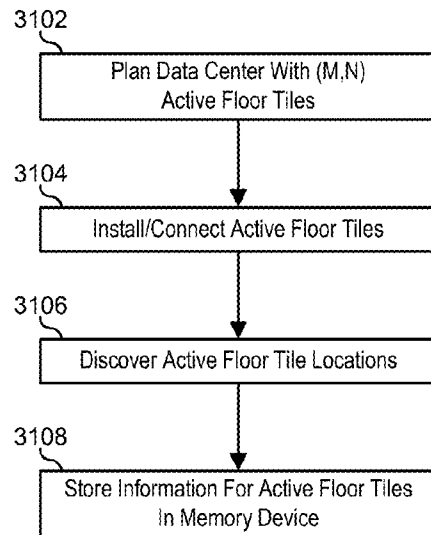 3102
Plan Data Center With (M,N)
Active Floor Tiles
3104
Install/Connect Active Floor Tiles
3106
Discover Active Floor Tile Locations
3108
Store Information For Active Floor Tiles
In Memory Device